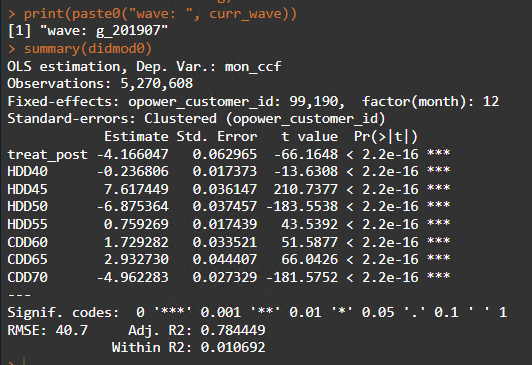 > print(paste0("wave: ", curr_wave))
[1] "wave: g_201907"
> summary(didmod0)
OLS estimation, Dep. Var.: mon_ccf
Observations: 5,270,608
Fixed-effects: opower_customer_id: 99,190,  factor(month): 12
Standard-errors: Clustered (opower_customer_id)
            Estimate Std. Error   t value  Pr(>|t|)
treat_post -4.166047   0.062965  -66.1648 < 2.2e-16 ***
HDD40      -0.236806   0.017373  -13.6308 < 2.2e-16 ***
HDD45       7.617449   0.036147  210.7377 < 2.2e-16 ***
HDD50      -6.875364   0.037457 -183.5538 < 2.2e-16 ***
HDD55       0.759269   0.017439   43.5392 < 2.2e-16 ***
CDD60       1.729282   0.033521   51.5877 < 2.2e-16 ***
CDD65       2.932730   0.044407   66.0426 < 2.2e-16 ***
CDD70      -4.962283   0.027329 -181.5752 < 2.2e-16 ***
---
Signif. codes:  0 '***' 0.001 '**' 0.01 '*' 0.05 '.' 0.1 ' ' 1
RMSE: 40.7     Adj. R2: 0.784449
             Within R2: 0.010692
>